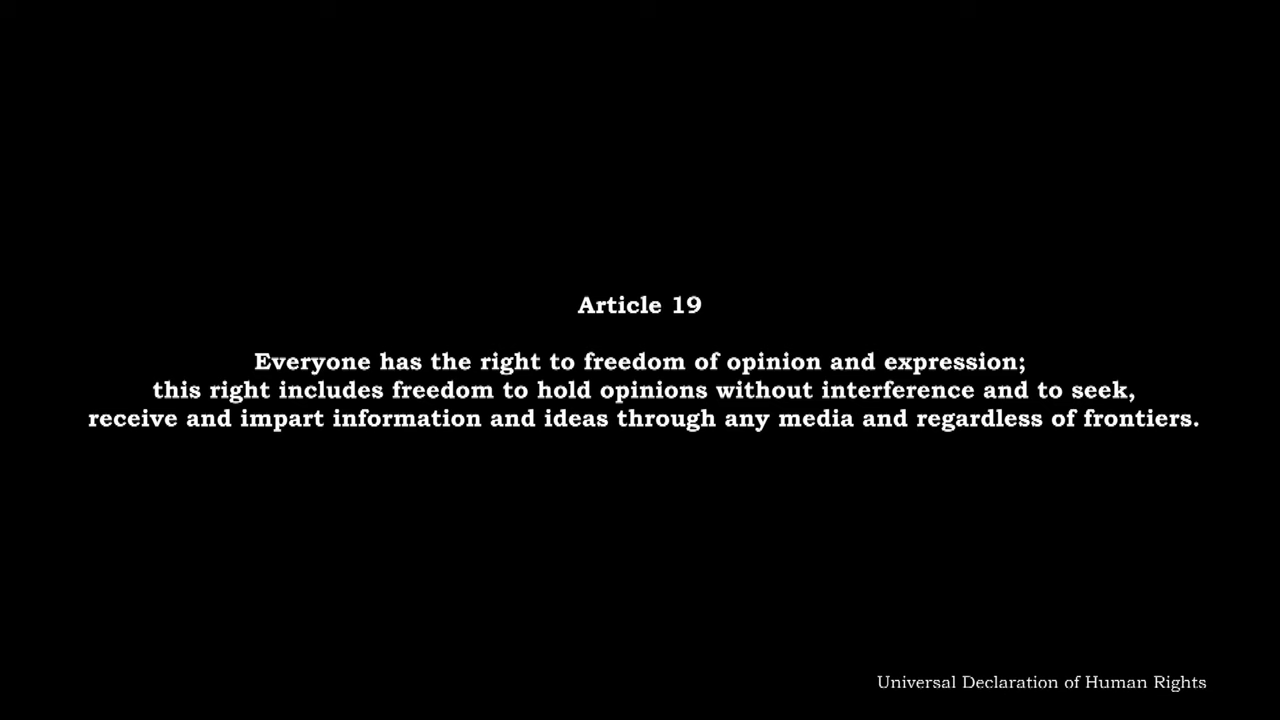 Article 19
Everyone has the right to freedom of opinion and expression;
this right includes freedom to hold opinions without interference and to seek,
receive and impart information and ideas through any media and regardless of frontiers.
Universal Declaration of Human Rights